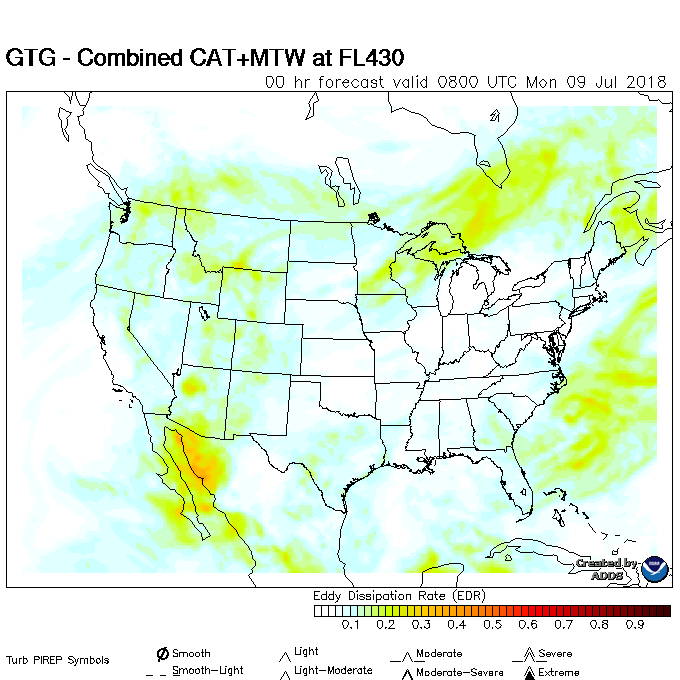 GTG - Combined CAT+MTW at FL430
00 hr forecast valid 0800 UTC Mon 09 Jul 2018
Created by
ADDS
Eddy Dissipation Rate (EDR)
0.1 0.2 0.3 0.4 0.5 0.6 0.7 0.8 0.9
Turb PIREP Symbols
Smooth Light Moderate Severe
Smooth-Light Light-Moderate Moderate-Severe Extreme